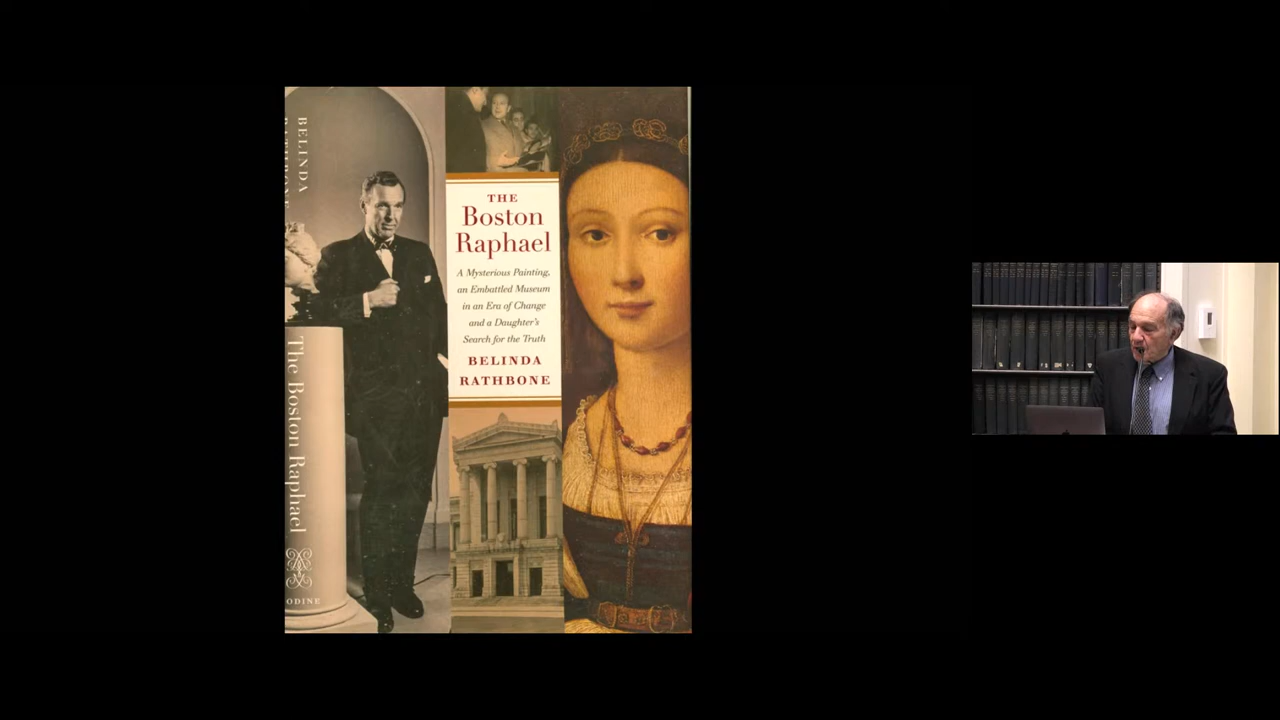 BELINDA
The Boston Raphael
ODINE
THE
Boston
Raphael
A Mysterious Painting,
an Embattled Museum
in an Era of Change
and a Daughter's
Search for the Truth
BELINDA
RATHBONE